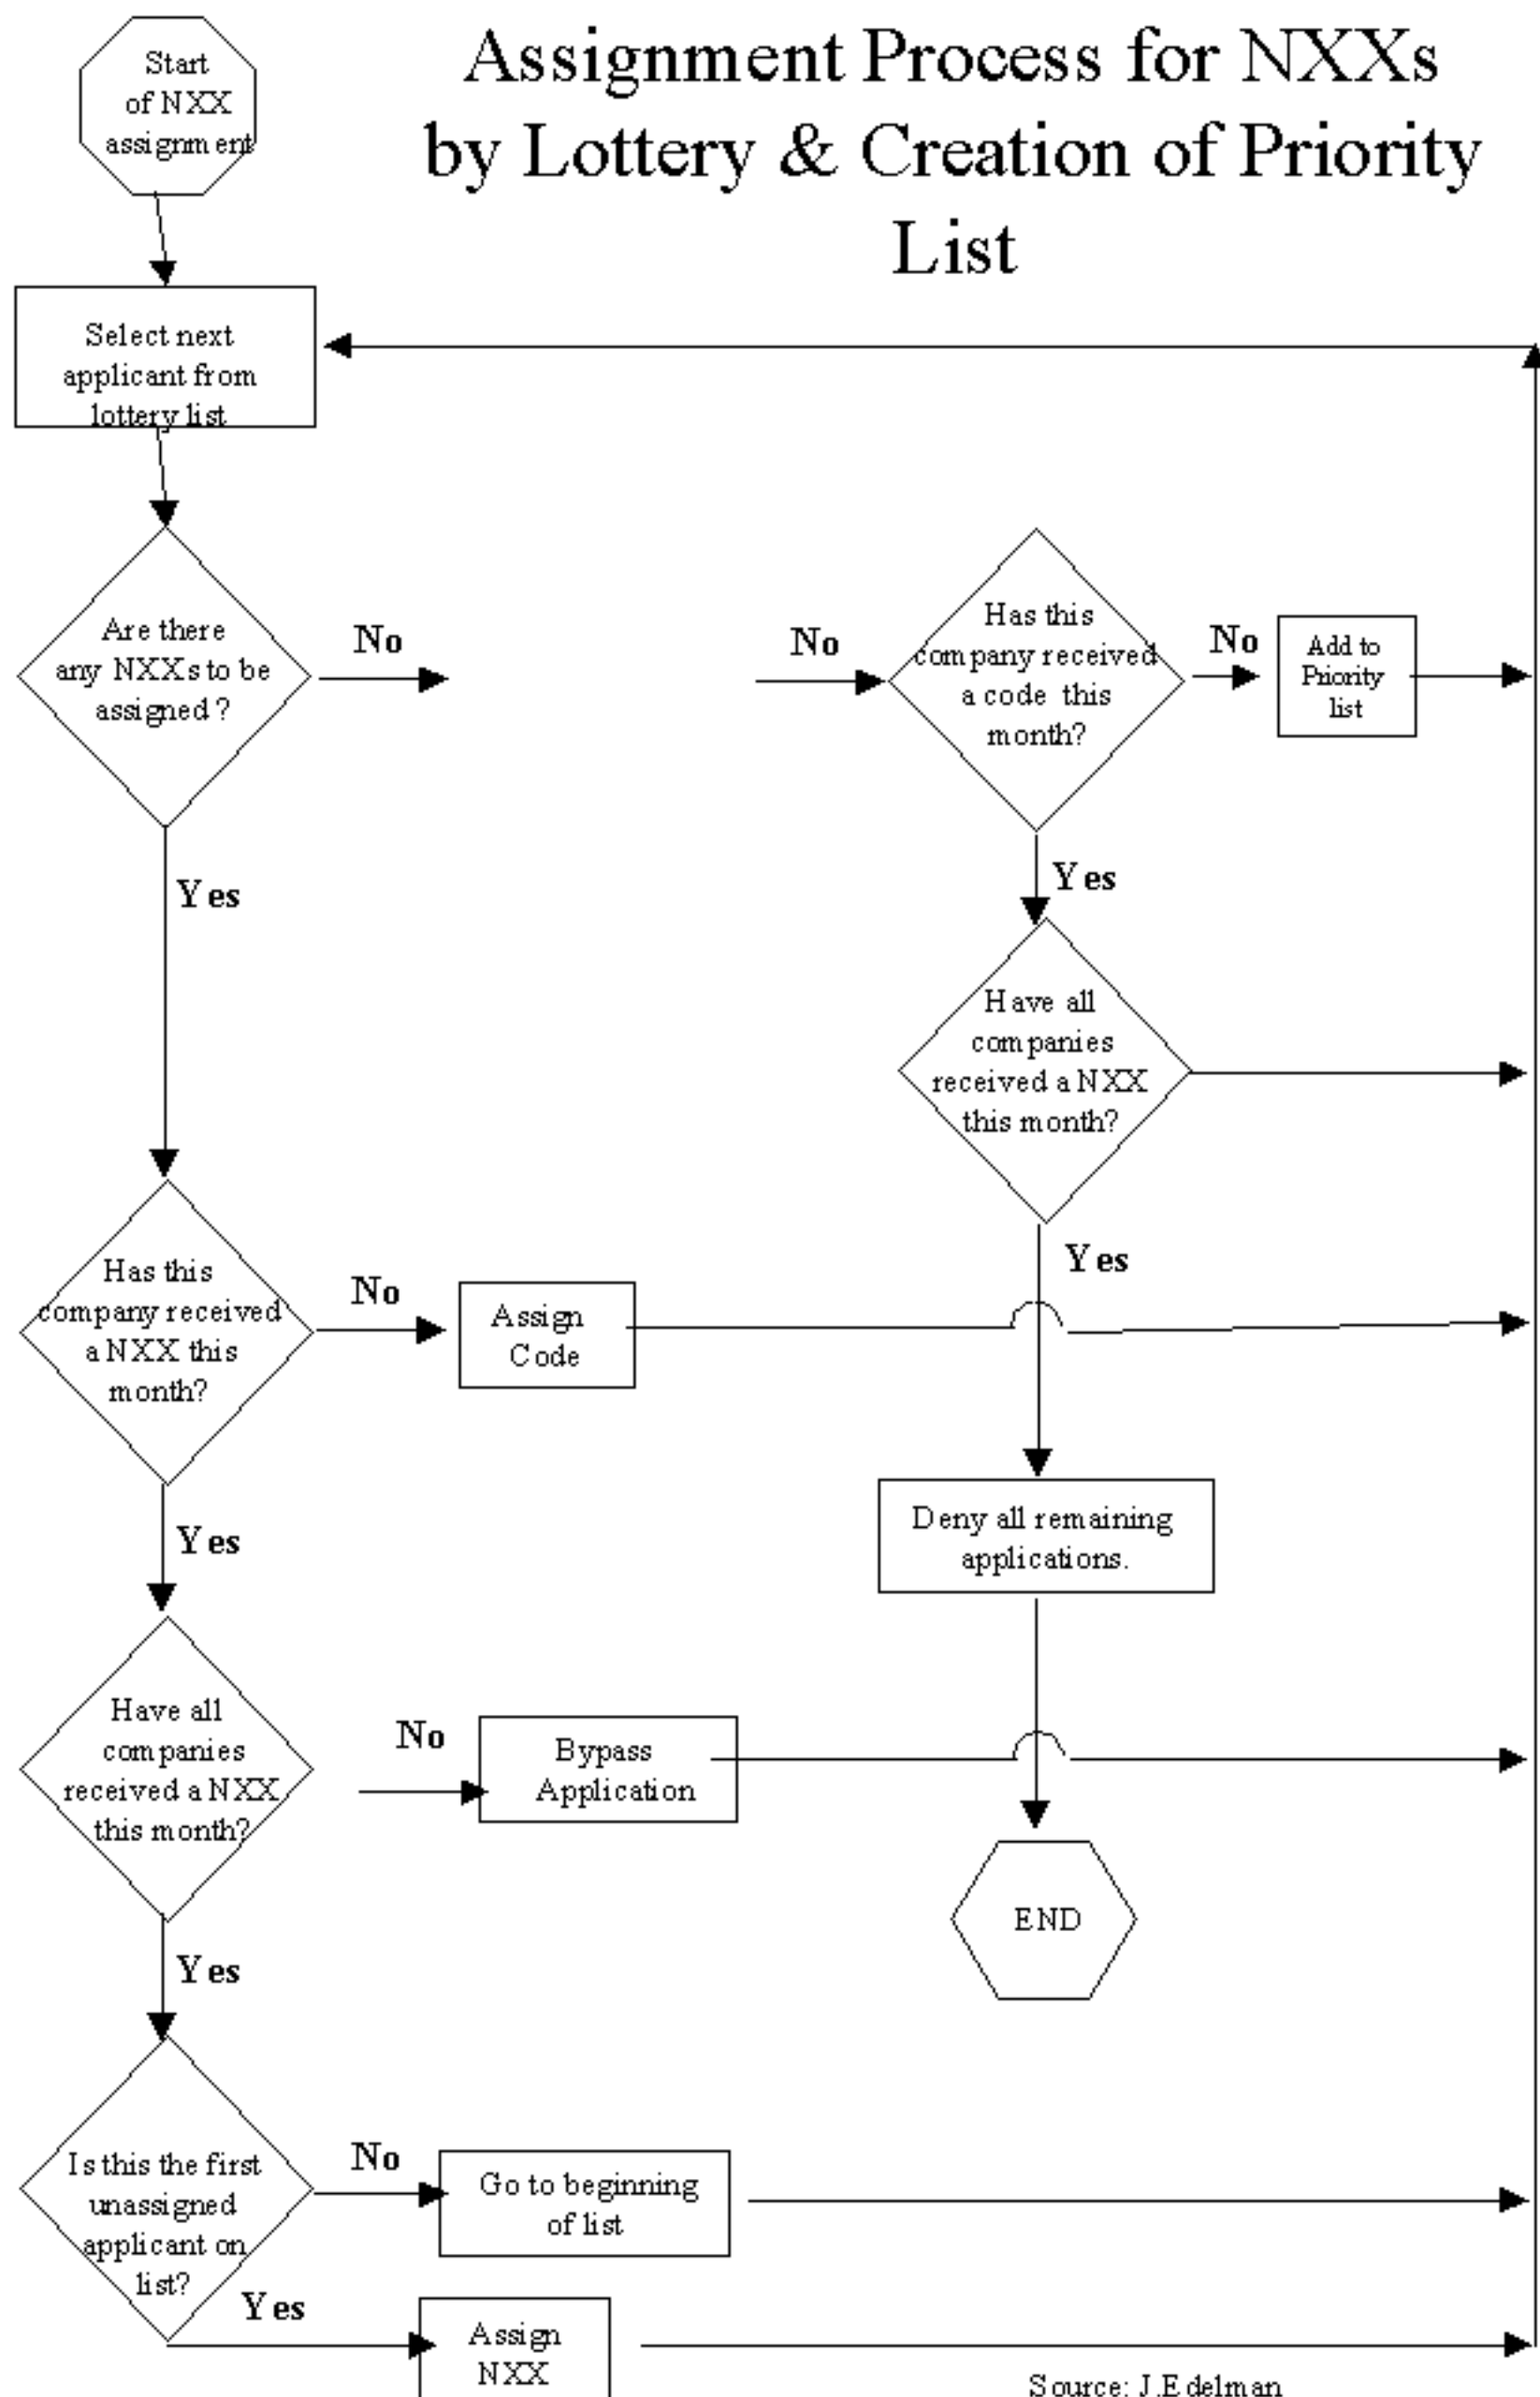 Start
of NXX
assignment
Assignment Process for NXXs
by Lottery & Creation of Priority
List
Select next
applicant from
lottery list
Are there
any NXXs to be
assigned ?
No
No
Has this
company received
a code this
month?
No
Add to
Priority
list
Yes
Yes
Have all
companies
received a NXX
this month?
Yes
Has this
company received
a NXX this
month?
No
Assign
Code
Deny all remaining
applications.
Yes
Have all
companies
received a NXX
this month?
No
Bypass
Application
END
Yes
Is this the first
unassigned
applicant on
list?
No
Go to beginning
of list
Yes
Assign
NXX
Source: J.Edelman